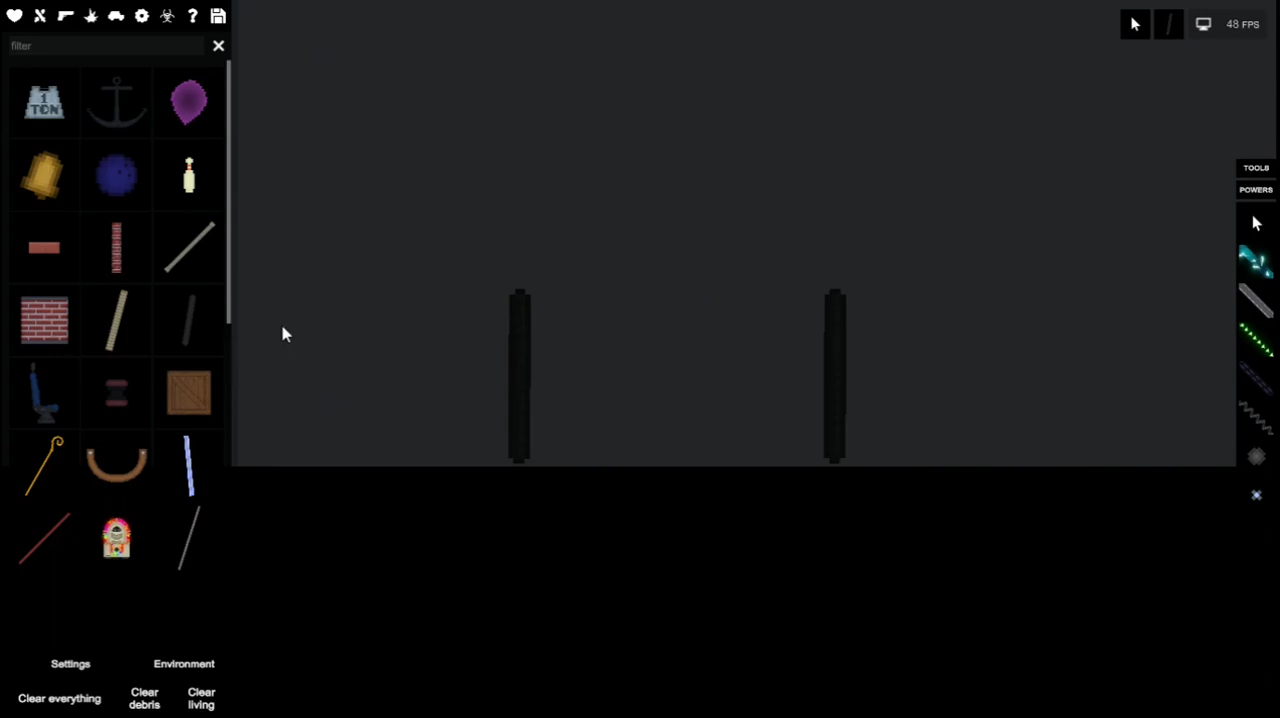 48 FPS
filter
1
TON
TOOLS
POWERS
Settings
Environment
Clear everything
Clear
debris
Clear
living